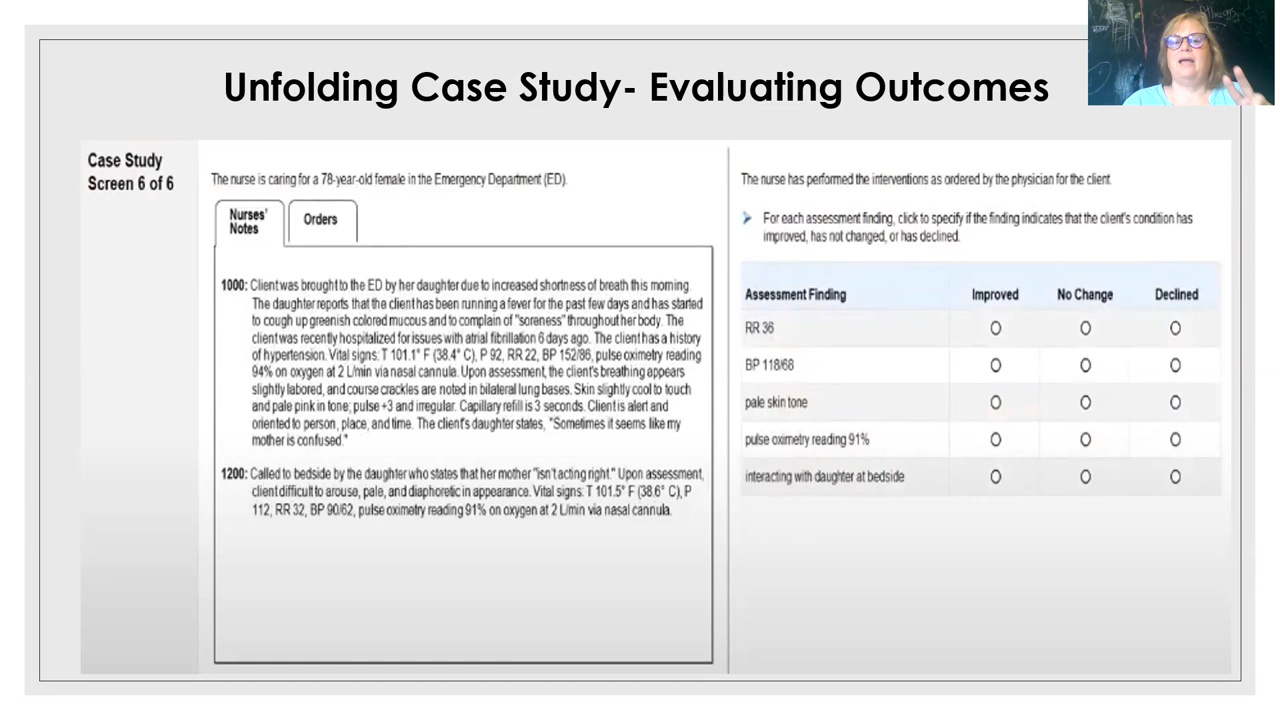 Unfolding Case Study- Evaluating Outcomes
Case Study
Screen 6 of 6
The nurse is caring for a 78-year-old female in the Emergency Department (ED).
Nurses'
Notes
Orders
1000: Client was brought to the ED by her daughter due to increased shortness of breath this morning.
The daughter reports that the client has been running a fever for the past few days and has started
to cough up greenish colored mucous and to complain of "soreness" throughout her body. The
client was recently hospitalized for issues with atrial fibrillation 6 days ago. The client has a history
of hypertension. Vital signs: T 101.1° F (38.4° C), P 92, RR 22, BP 152/86, pulse oximetry reading
94% on oxygen at 2 L/min via nasal cannula. Upon assessment, the client's breathing appears
slightly labored, and course crackles are noted in bilateral lung bases. Skin slightly cool to touch
and pale pink in tone; pulse +3 and irregular. Capillary refill is 3 seconds. Client is alert and
oriented to person, place, and time. The client's daughter states, "Sometimes it seems like my
mother is confused."
1200: Called to bedside by the daughter who states that her mother "isn't acting right." Upon assessment,
client difficult to arouse, pale, and diaphoretic in appearance. Vital signs: T 101.5° F (38.6° C), P
112, RR 32, BP 90/62, pulse oximetry reading 91% on oxygen at 2 L/min via nasal cannula.
The nurse has performed the interventions as ordered by the physician for the client.
For each assessment finding, click to specify if the finding indicates that the client's condition has
improved, has not changed, or has declined.
Assessment Finding Improved No Change Declined
RR 36
BP 118/68
pale skin tone
pulse oximetry reading 91%
interacting with daughter at bedside